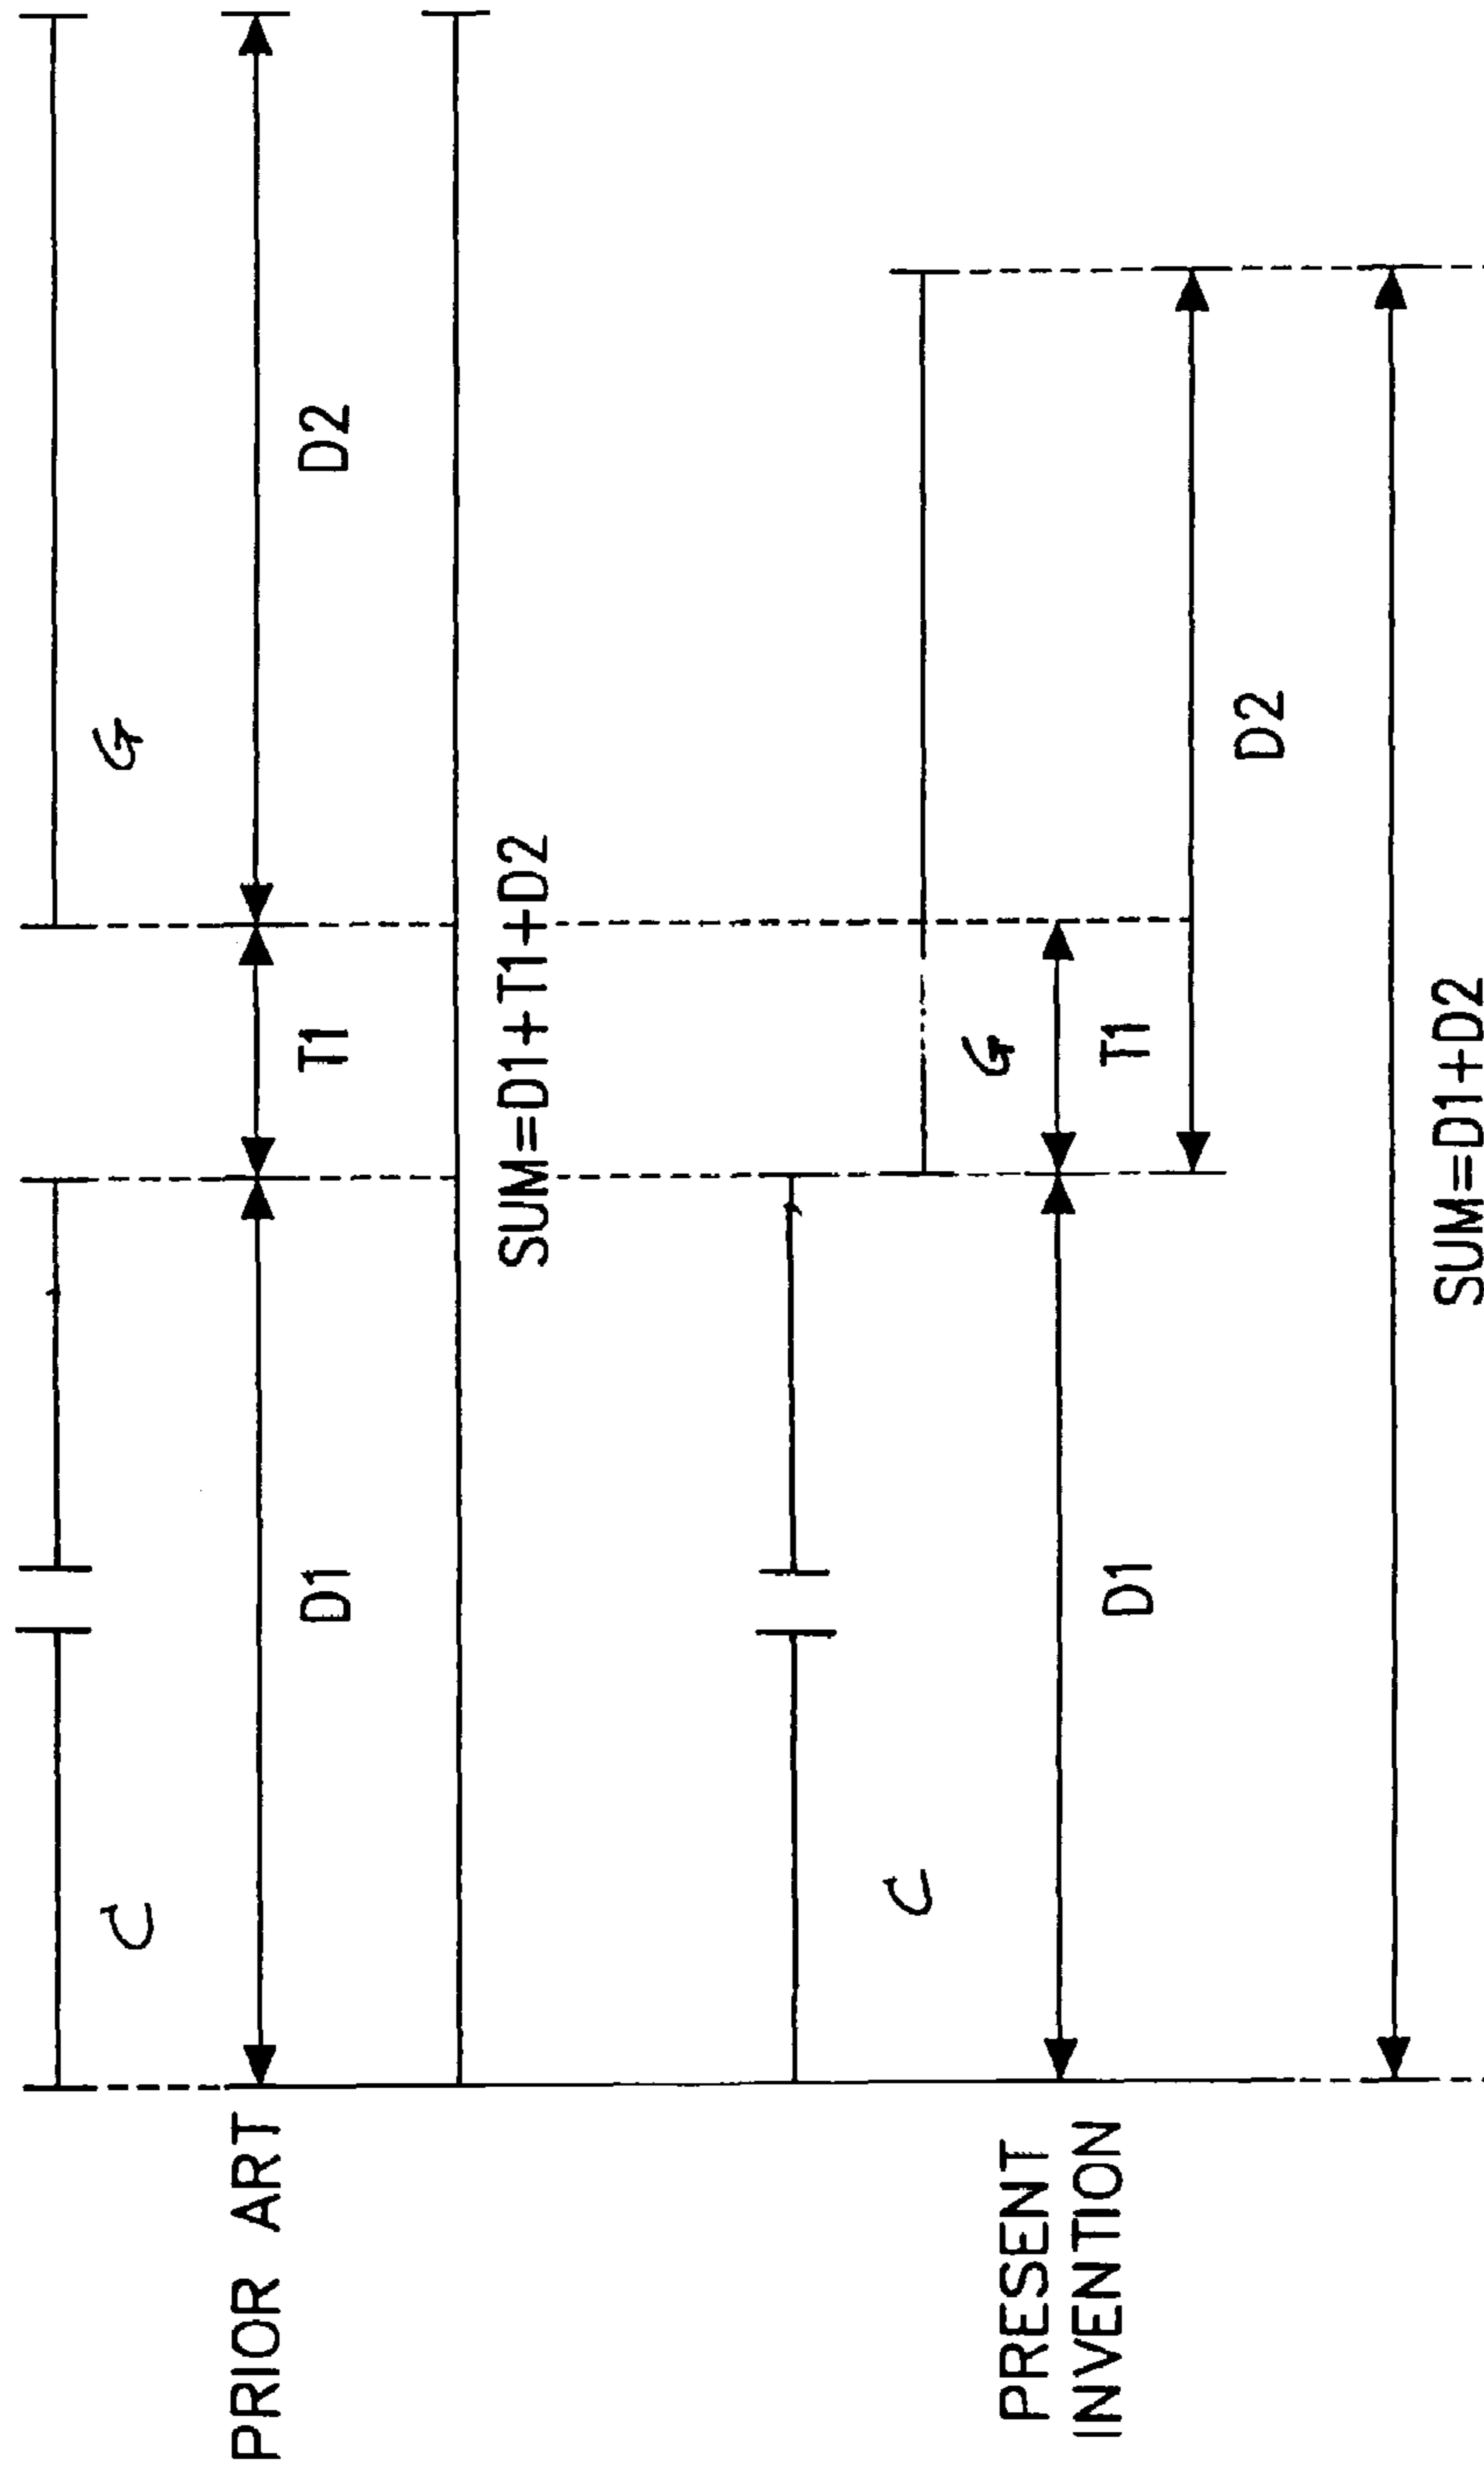 C
G
PRIOR ART
D1
T1
D2
SUM=D1+T1+D2
C
G
PRESENT
INVENTION
D1
T1
D2
SUM=D1+D2